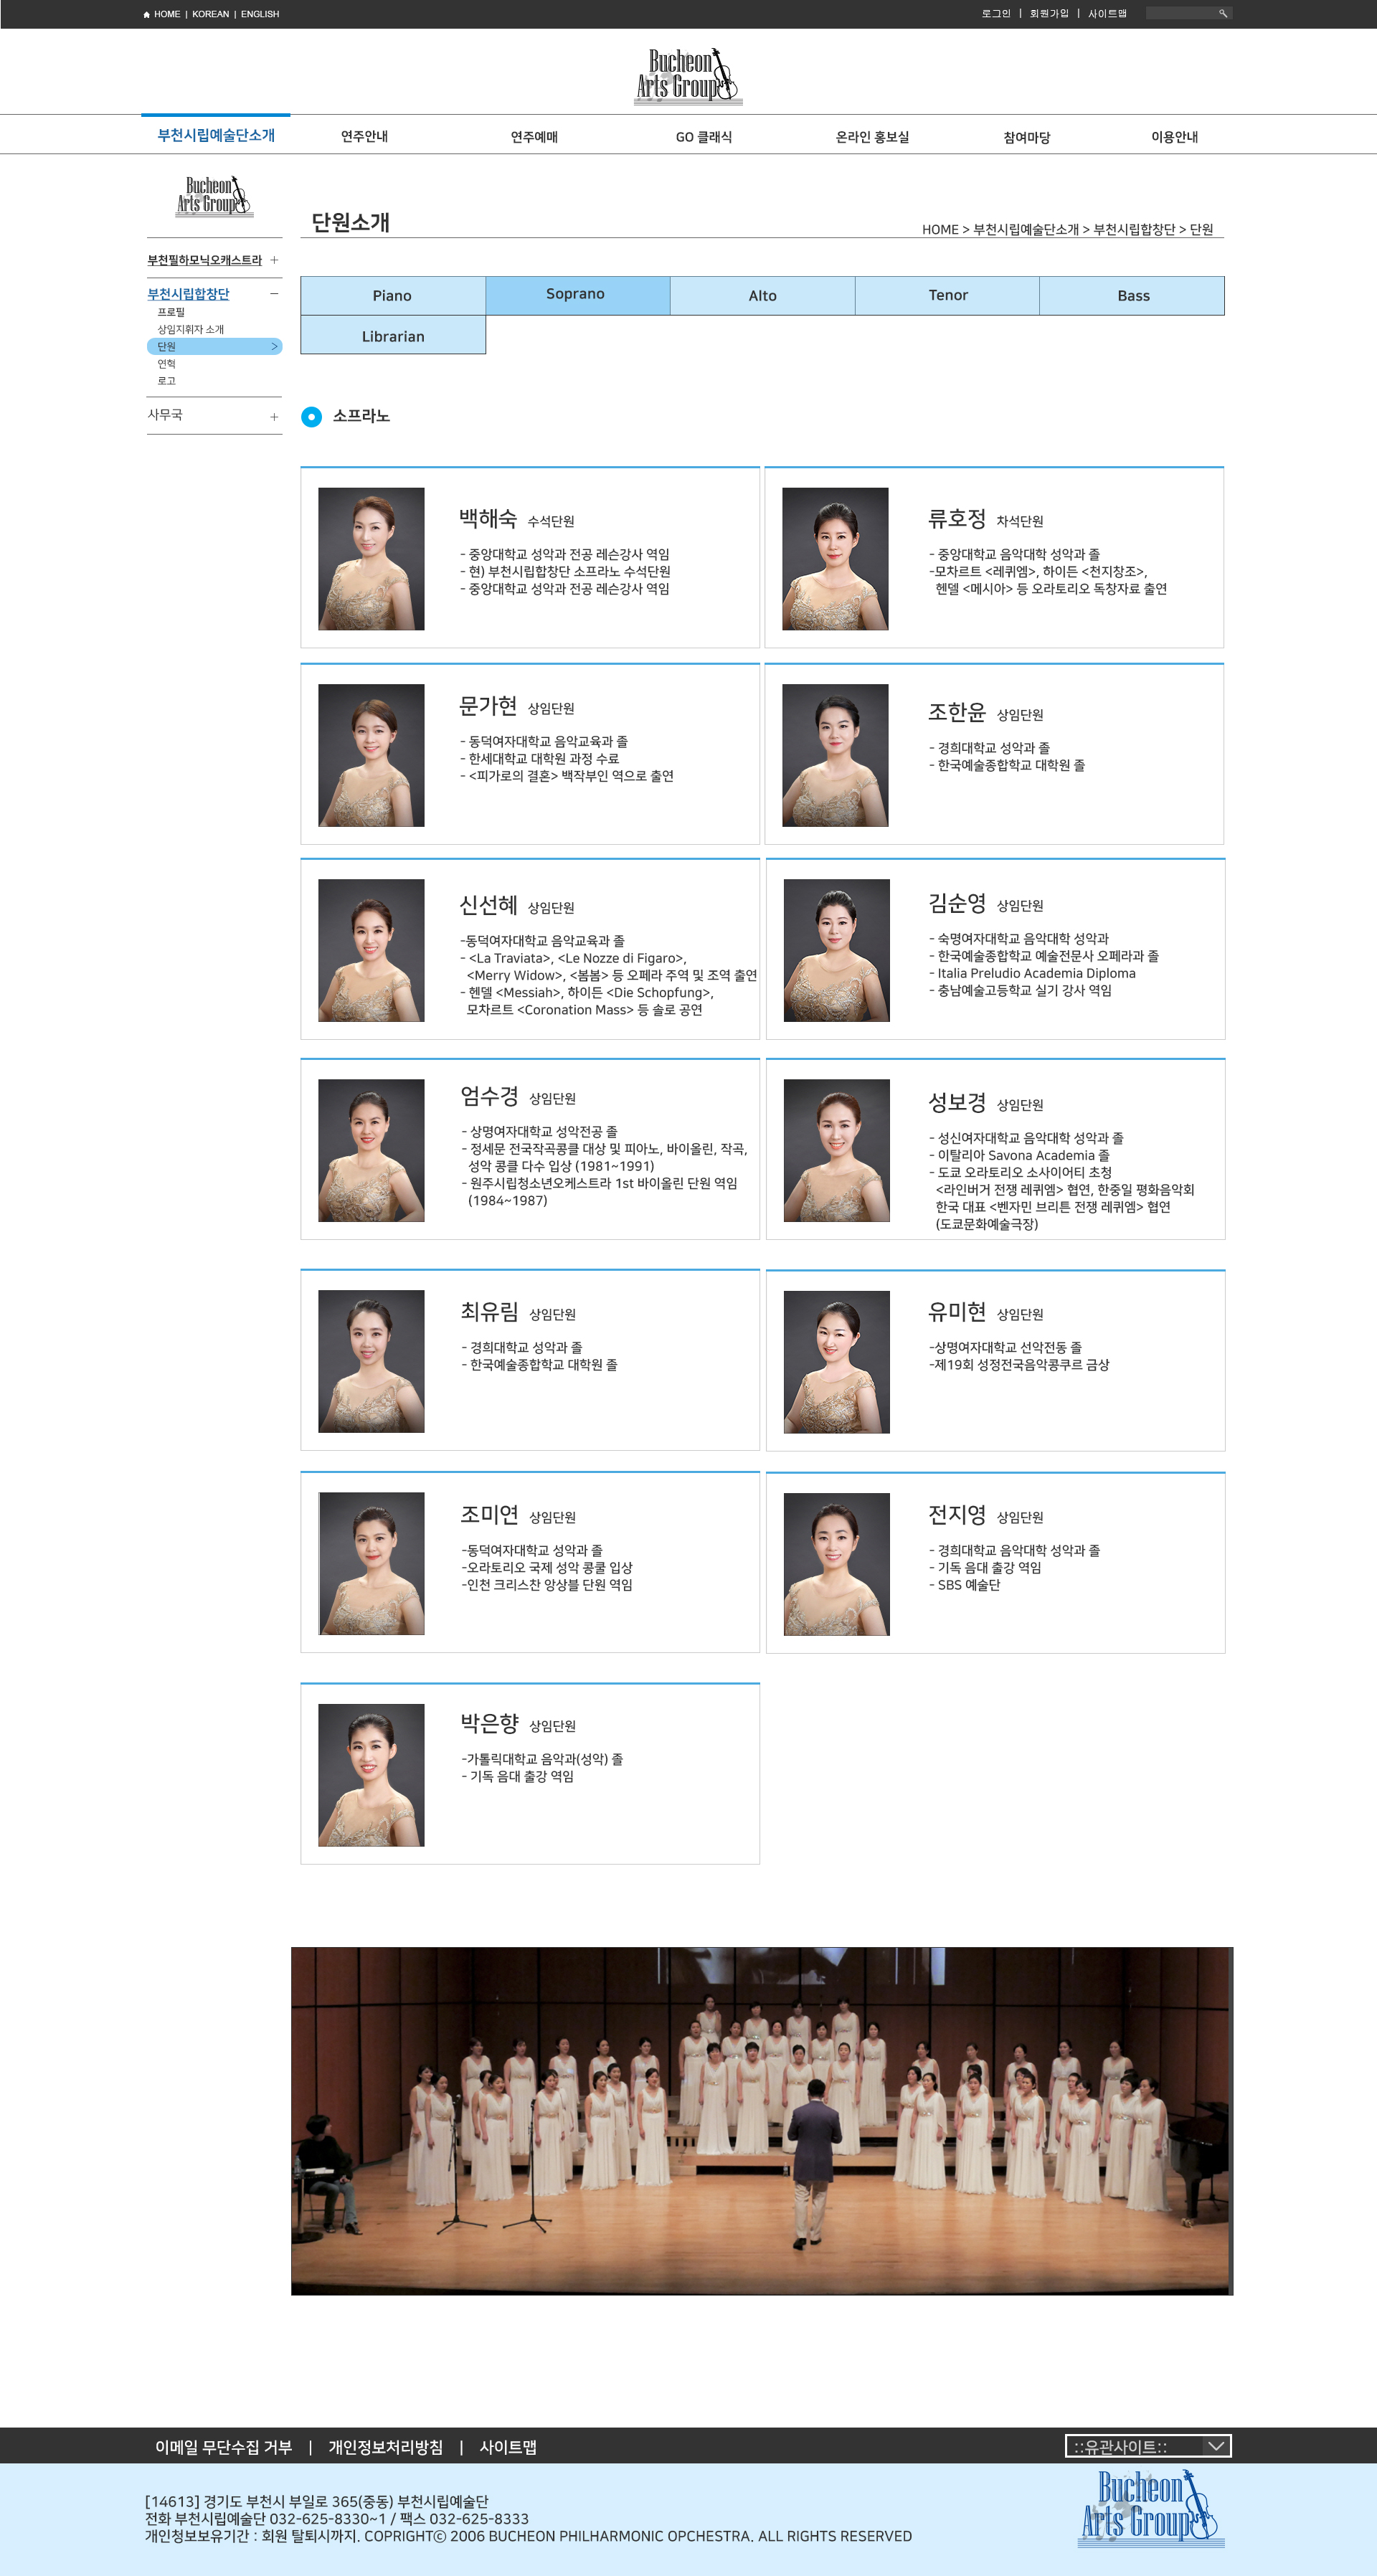 HOME | KOREAN | ENGLISH
로그인 | 회원가입 | 사이트맵
Bucheon
Arts Group
부천시립예술단소개
연주안내
연주예매
GO 클래식
온라인 홍보실
참여마당
이용안내
Bucheon
Arts Group
단원소개
HOME > 부천시립예술단소개 > 부천시립합창단 > 단원
부천필하모닉오캐스트라 +
부천시립합창단 –
프로필
상임지휘자 소개
단원 >
연혁
로고
사무국 +
Piano
Soprano
Alto
Tenor
Bass
Librarian
소프라노
백해숙 수석단원
- 중앙대학교 성악과 전공 레슨강사 역임
- 현) 부천시립합창단 소프라노 수석단원
- 중앙대학교 성악과 전공 레슨강사 역임
류호정 차석단원
- 중앙대학교 음악대학 성악과 졸
-모차르트 <레퀴엠>, 하이든 <천지창조>,
헨델 <메시아> 등 오라토리오 독창자료 출연
문가현 상임단원
- 동덕여자대학교 음악교육과 졸
- 한세대학교 대학원 과정 수료
- <피가로의 결혼> 백작부인 역으로 출연
조한윤 상임단원
- 경희대학교 성악과 졸
- 한국예술종합학교 대학원 졸
신선혜 상임단원
-동덕여자대학교 음악교육과 졸
- <La Traviata>, <Le Nozze di Figaro>,
<Merry Widow>, <봄봄> 등 오페라 주역 및 조역 출연
- 헨델 <Messiah>, 하이든 <Die Schopfung>,
모차르트 <Coronation Mass> 등 솔로 공연
김순영 상임단원
- 숙명여자대학교 음악대학 성악과
- 한국예술종합학교 예술전문사 오페라과 졸
- Italia Preludio Academia Diploma
- 충남예술고등학교 실기 강사 역임
엄수경 상임단원
- 상명여자대학교 성악전공 졸
- 정세문 전국작곡콩클 대상 및 피아노, 바이올린, 작곡,
성악 콩클 다수 입상 (1981~1991)
- 원주시립청소년오케스트라 1st 바이올린 단원 역임
(1984~1987)
성보경 상임단원
- 성신여자대학교 음악대학 성악과 졸
- 이탈리아 Savona Academia 졸
- 도쿄 오라토리오 소사이어티 초청
<라인버거 전쟁 레퀴엠> 협연, 한중일 평화음악회
한국 대표 <벤자민 브리튼 전쟁 레퀴엠> 협연
(도쿄문화예술극장)
최유림 상임단원
- 경희대학교 성악과 졸
- 한국예술종합학교 대학원 졸
유미현 상임단원
-상명여자대학교 선악전동 졸
-제19회 성정전국음악콩쿠르 금상
조미연 상임단원
-동덕여자대학교 성악과 졸
-오라토리오 국제 성악 콩쿨 입상
-인천 크리스찬 앙상블 단원 역임
전지영 상임단원
- 경희대학교 음악대학 성악과 졸
- 기독 음대 출강 역임
- SBS 예술단
박은향 상임단원
-가톨릭대학교 음악과(성악) 졸
- 기독 음대 출강 역임
이메일 무단수집 거부 | 개인정보처리방침 | 사이트맵
::유관사이트::
[14613] 경기도 부천시 부일로 365(중동) 부천시립예술단
전화 부천시립예술단 032-625-8330~1 / 팩스 032-625-8333
개인청보보유기간 : 회원 탈퇴시까지. COPRIGHTⓒ 2006 BUCHEON PHILHARMONIC OPCHESTRA. ALL RIGHTS RESERVED
Bucheon
Arts Group